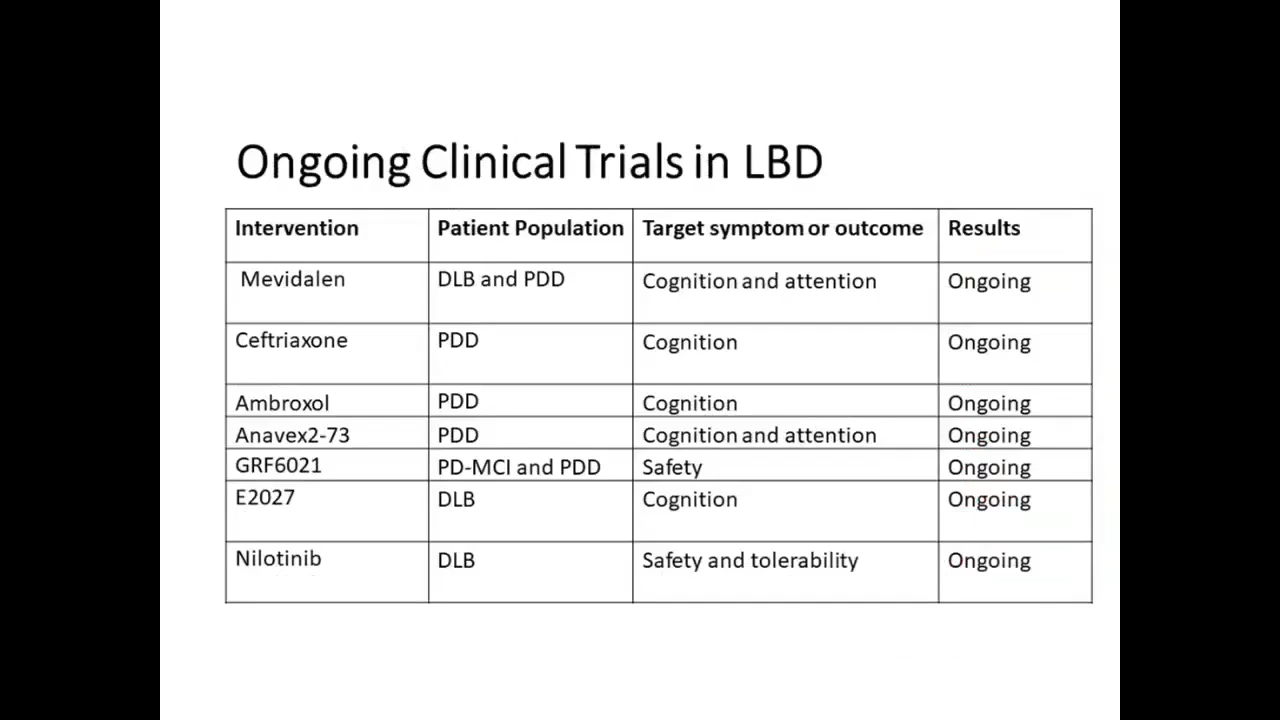 Ongoing Clinical Trials in LBD
Intervention Patient Population Target symptom or outcome Results
Mevidalen DLB and PDD Cognition and attention Ongoing
Ceftriaxone PDD Cognition Ongoing
Ambroxol PDD Cognition Ongoing
Anavex2-73 PDD Cognition and attention Ongoing
GRF6021 PD-MCI and PDD Safety Ongoing
E2027 DLB Cognition Ongoing
Nilotinib DLB Safety and tolerability Ongoing